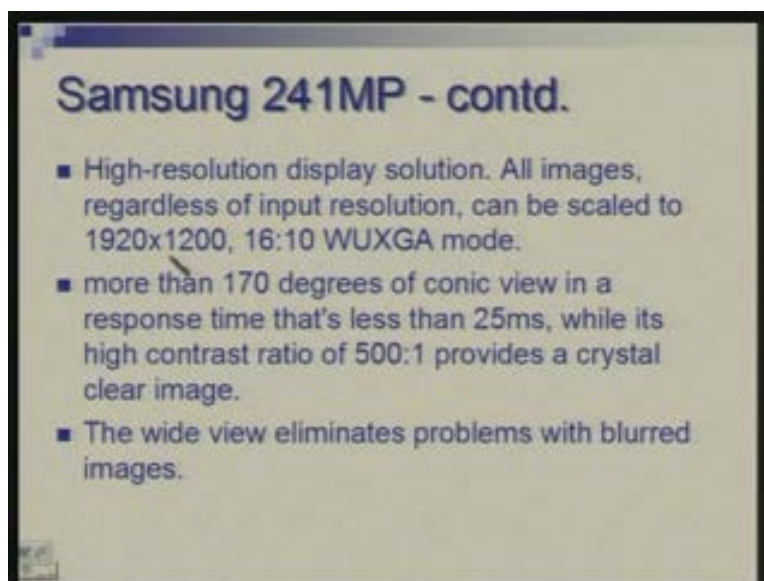 Samsung 241MP - contd.
High-resolution display solution. All images,
regardless of input resolution, can be scaled to
1920x1200, 16:10 WUXGA mode.
more than 170 degrees of conic view in a
response time that's less than 25ms, while its
high contrast ratio of 500:1 provides a crystal
clear image.
The wide view eliminates problems with blurred
images.